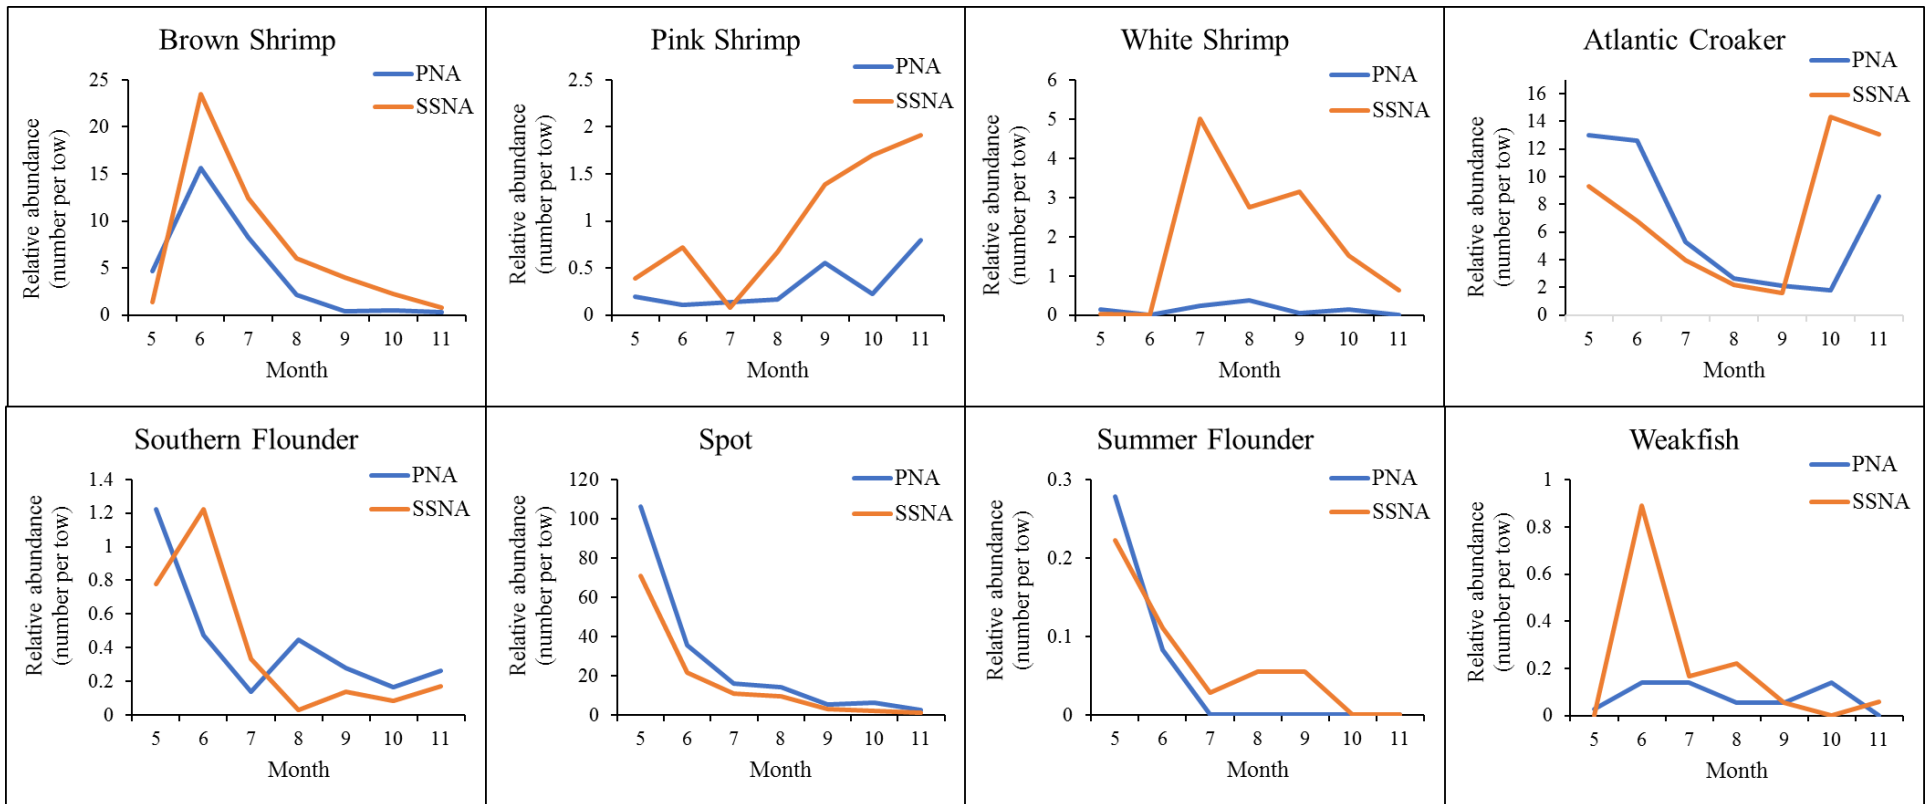 Brown Shrimp
PNA
SSNA
Relative abundance
(number per tow)
25
20
15
10
5
0
5 6 7 8 9 10 11
Month
Pink Shrimp
PNA
SSNA
Relative abundance
(number per tow)
2.5
2
1.5
1
0.5
0
5 6 7 8 9 10 11
Month
White Shrimp
PNA
SSNA
Relative abundance
(number per tow)
6
5
4
3
2
1
0
5 6 7 8 9 10 11
Month
Atlantic Croaker
PNA
SSNA
Relative abundance
(number per tow)
16
14
12
10
8
6
4
2
0
5 6 7 8 9 10 11
Month
Southern Flounder
PNA
SSNA
Relative abundance
(number per tow)
1.4
1.2
1
0.8
0.6
0.4
0.2
0
5 6 7 8 9 10 11
Month
Spot
PNA
SSNA
Relative abundance
(number per tow)
120
100
80
60
40
20
0
5 6 7 8 9 10 11
Month
Summer Flounder
PNA
SSNA
Relative abundance
(number per tow)
0.3
0.2
0.1
0
5 6 7 8 9 10 11
Month
Weakfish
PNA
SSNA
Relative abundance
(number per tow)
1
0.8
0.6
0.4
0.2
0
5 6 7 8 9 10 11
Month